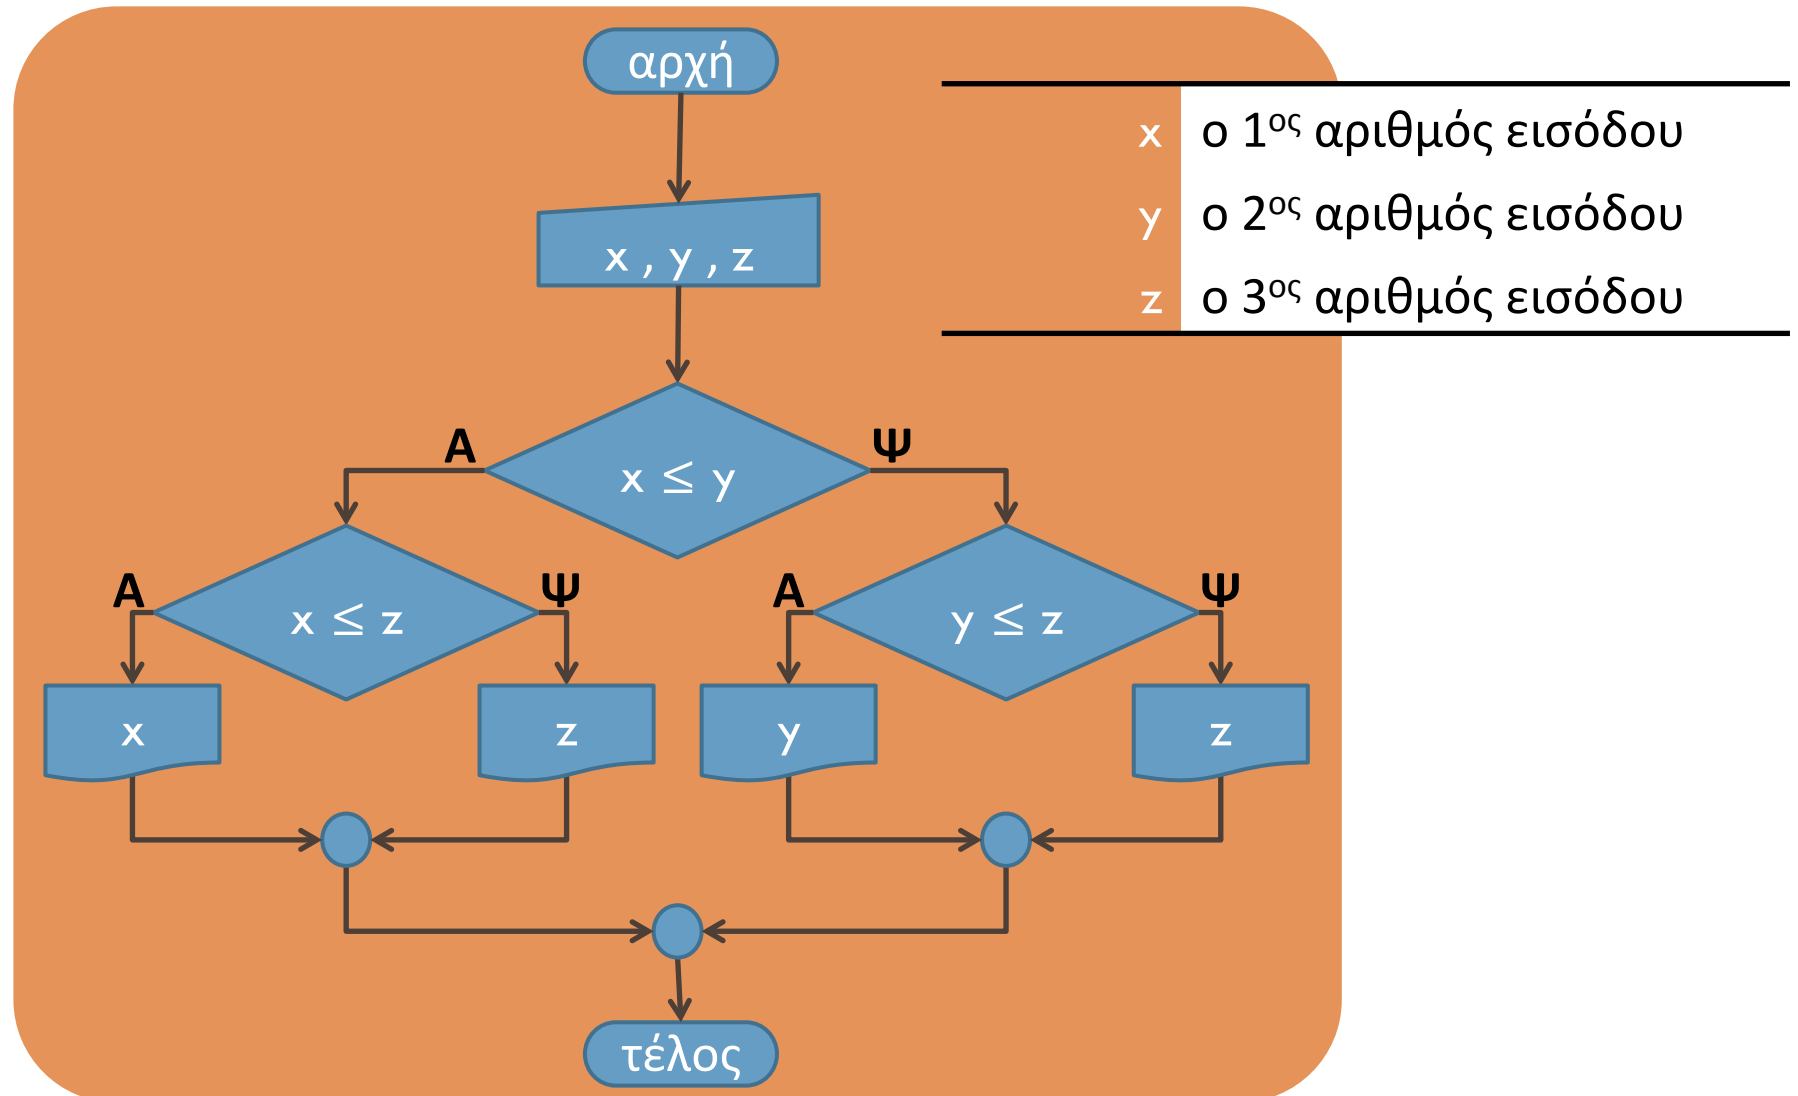 αρχή
x ο 1ος αριθμός εισόδου
y ο 2ος αριθμός εισόδου
z ο 3ος αριθμός εισόδου
x , y , z
Α
Ψ
x ≤ y
Α
Ψ
Α
Ψ
x ≤ z
y ≤ z
x
z
y
z
τέλος